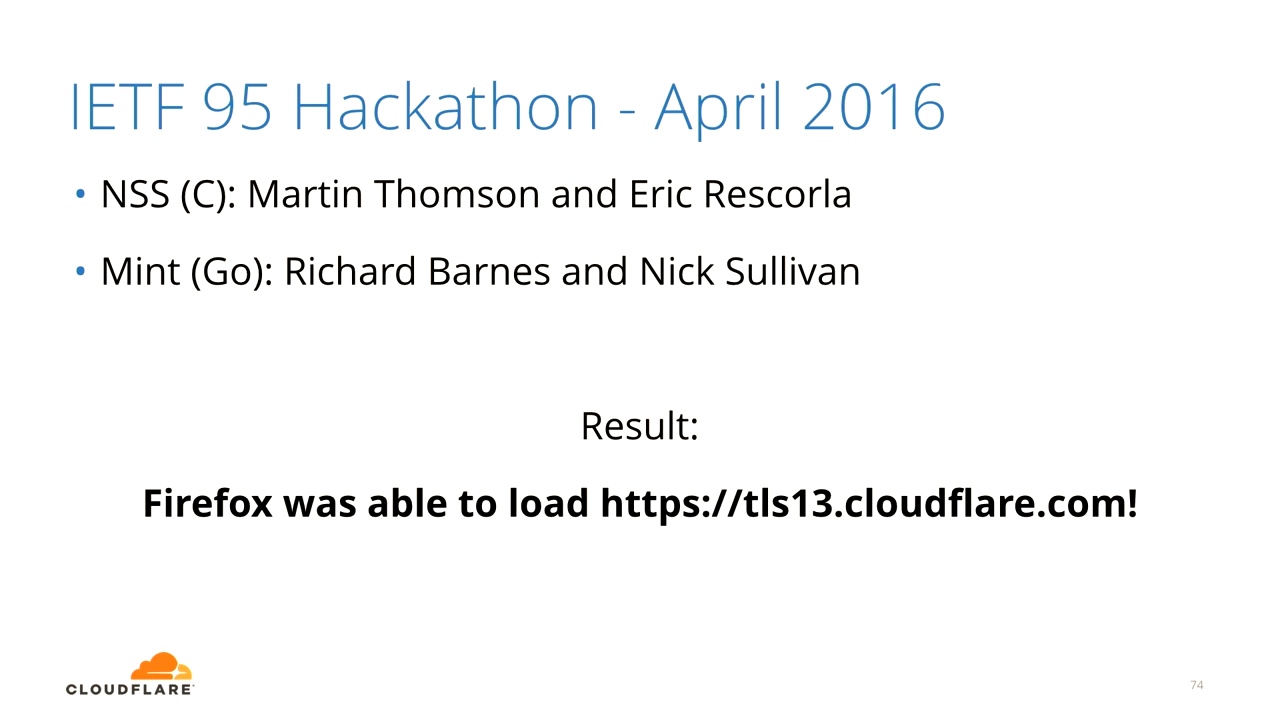 IETF 95 Hackathon - April 2016
• NSS (C): Martin Thomson and Eric Rescorla
• Mint (Go): Richard Barnes and Nick Sullivan
Result:
Firefox was able to load https://tls13.cloudflare.com!
CLOUDFLARE
74